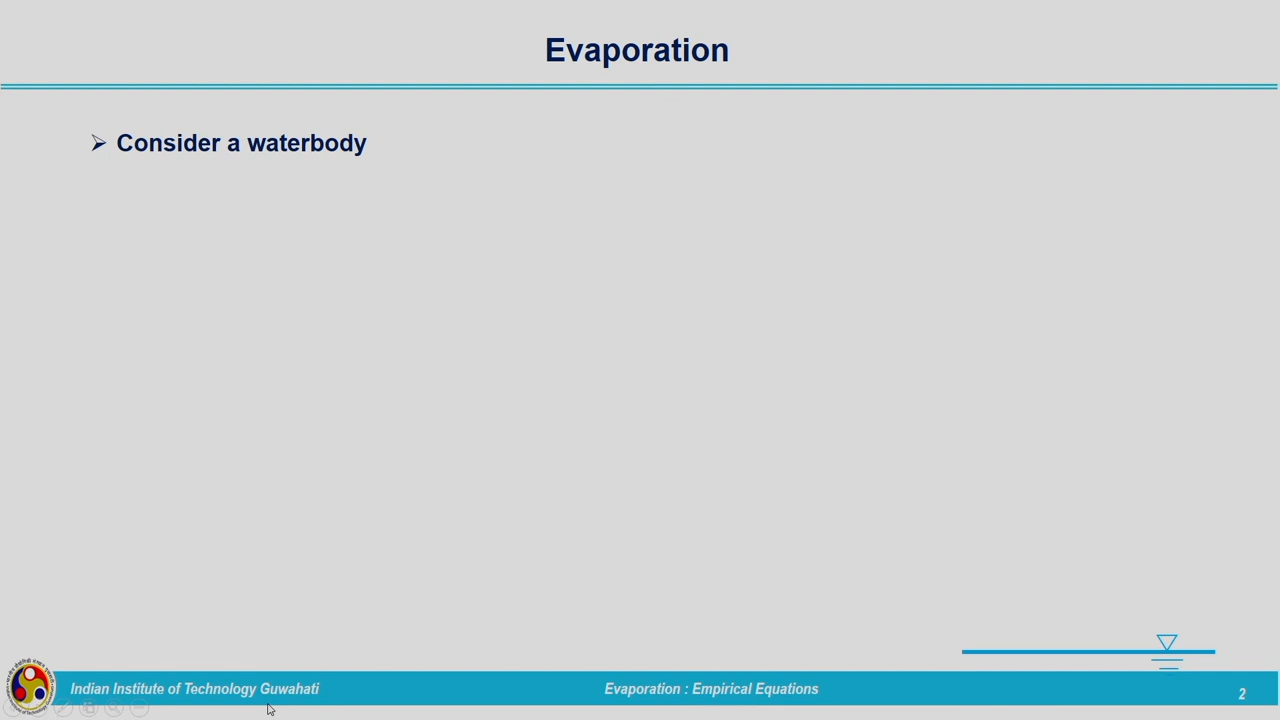 Evaporation
Consider a waterbody
Indian Institute of Technology Guwahati
Evaporation : Empirical Equations
2